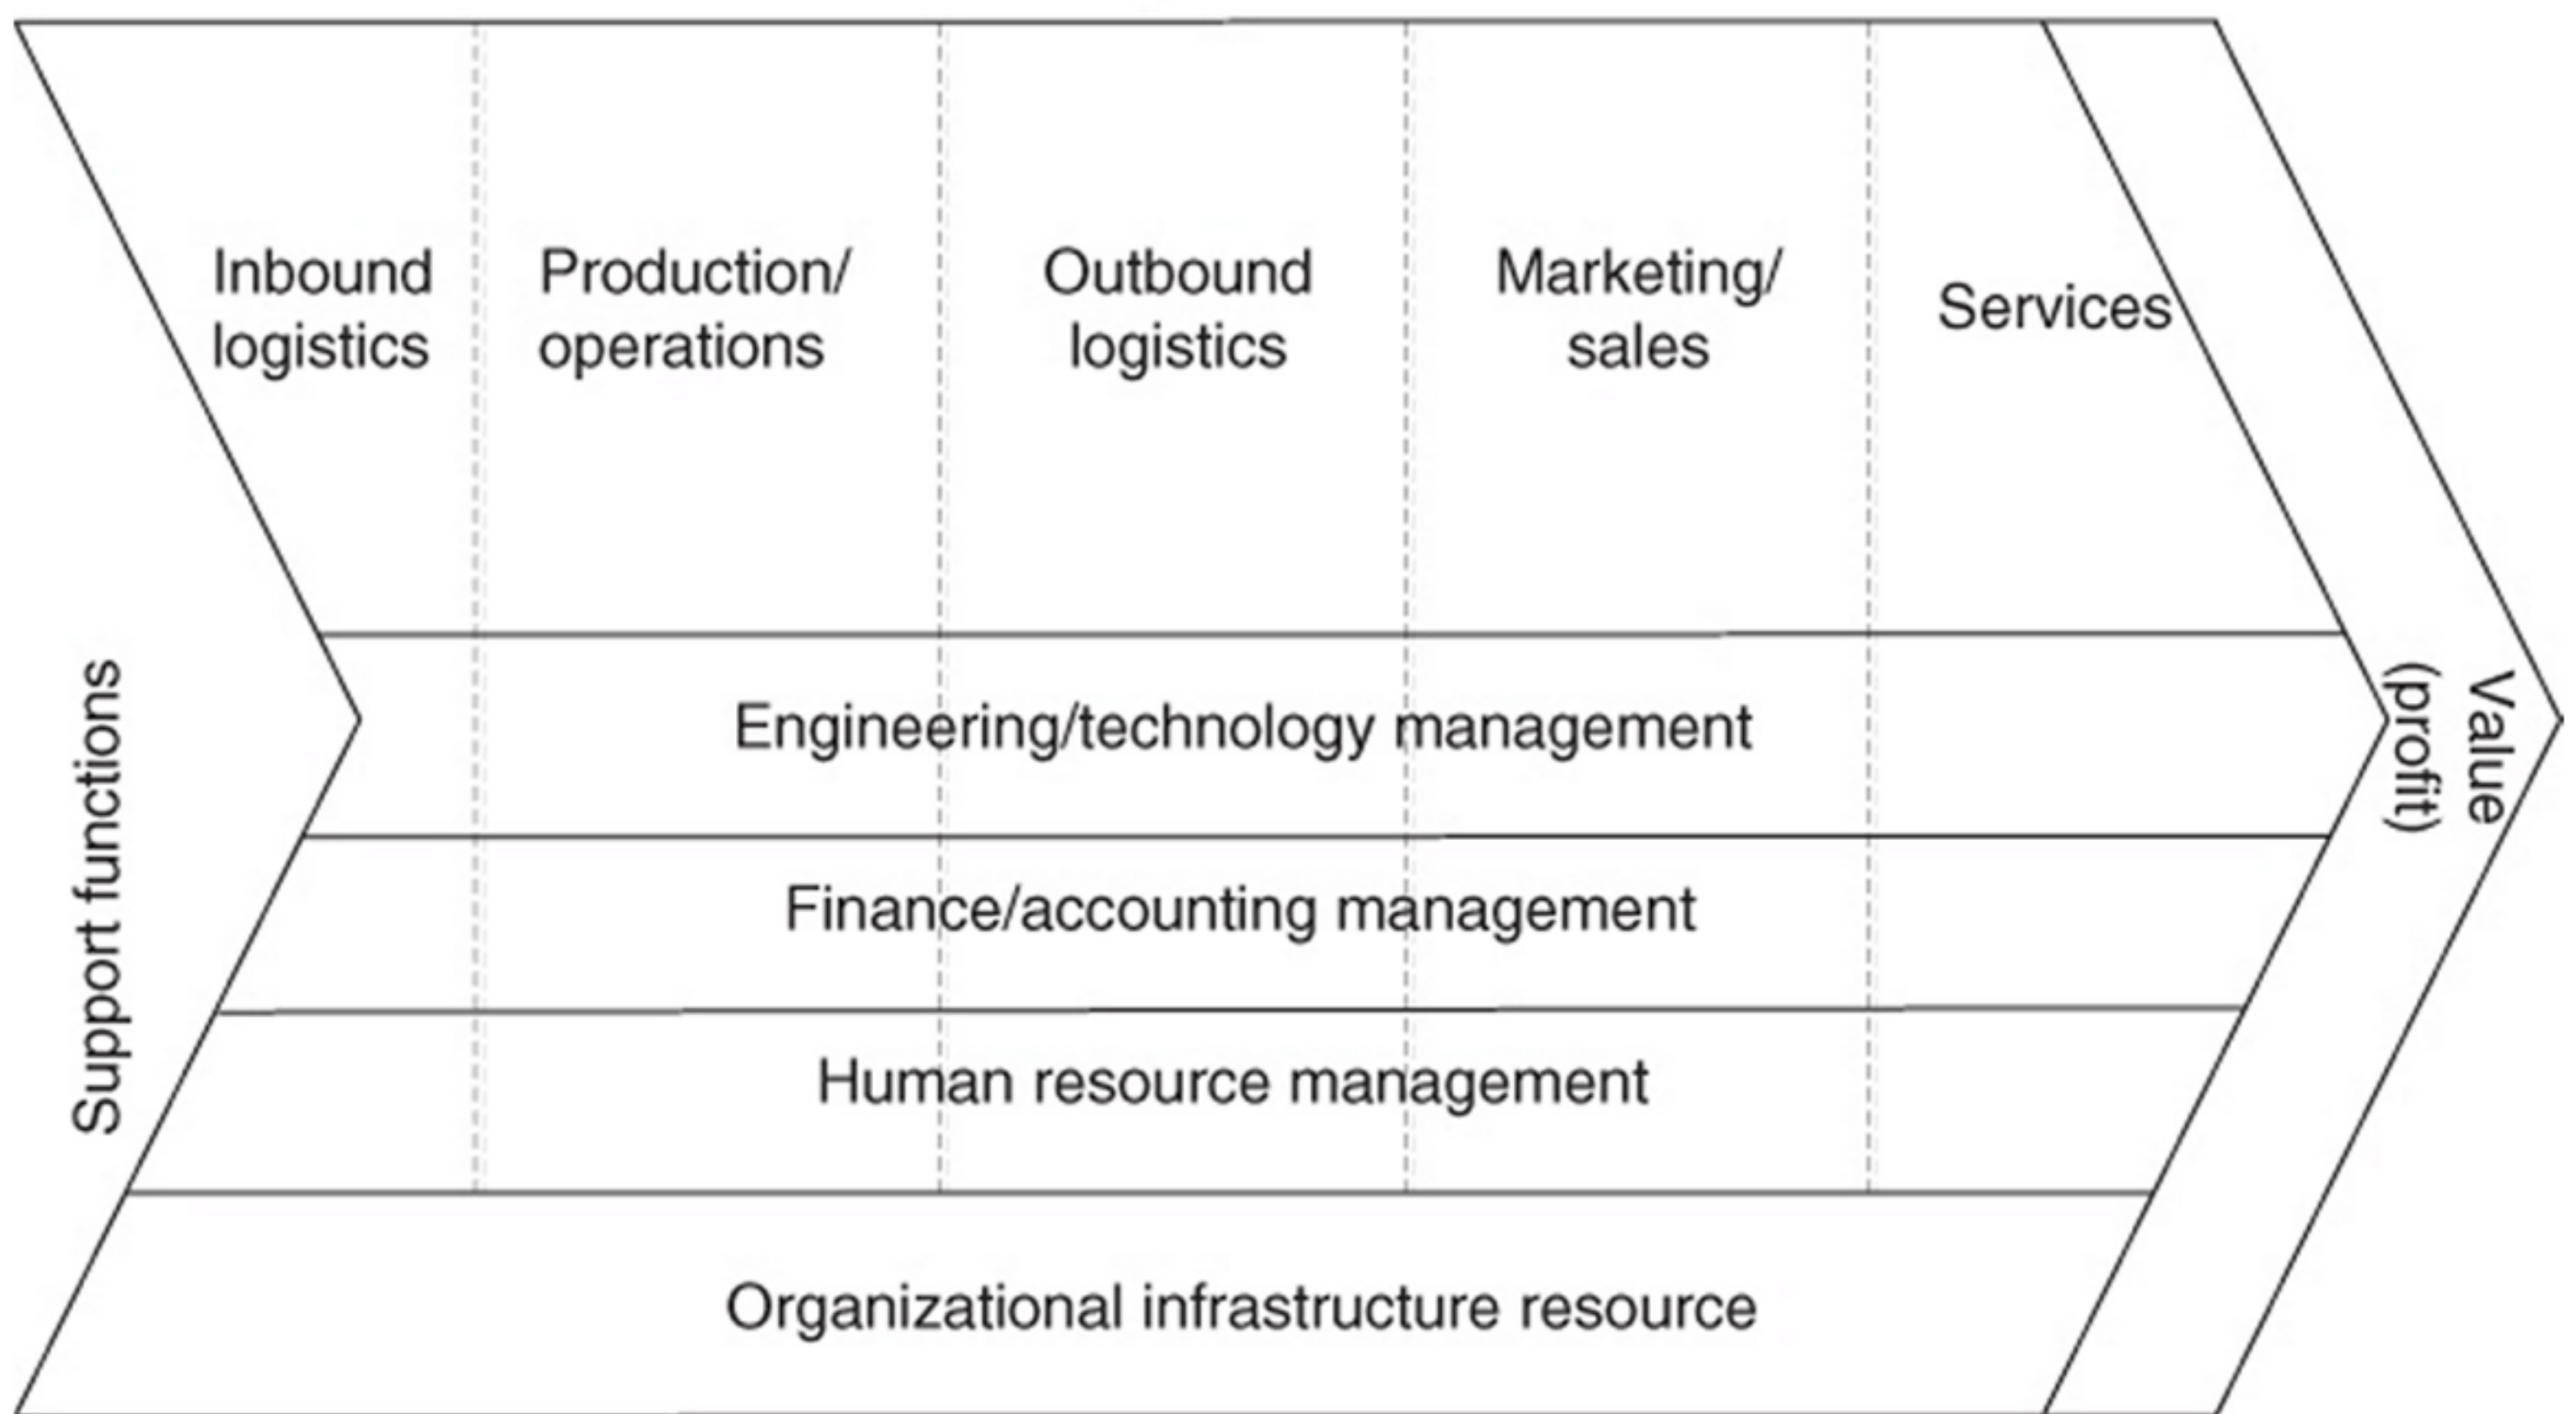 Inbound
logistics
Production/
operations
Outbound
logistics
Marketing/
sales
Services
Support functions
Engineering/technology management
Finance/accounting management
Human resource management
Organizational infrastructure resource
Value
(profit)